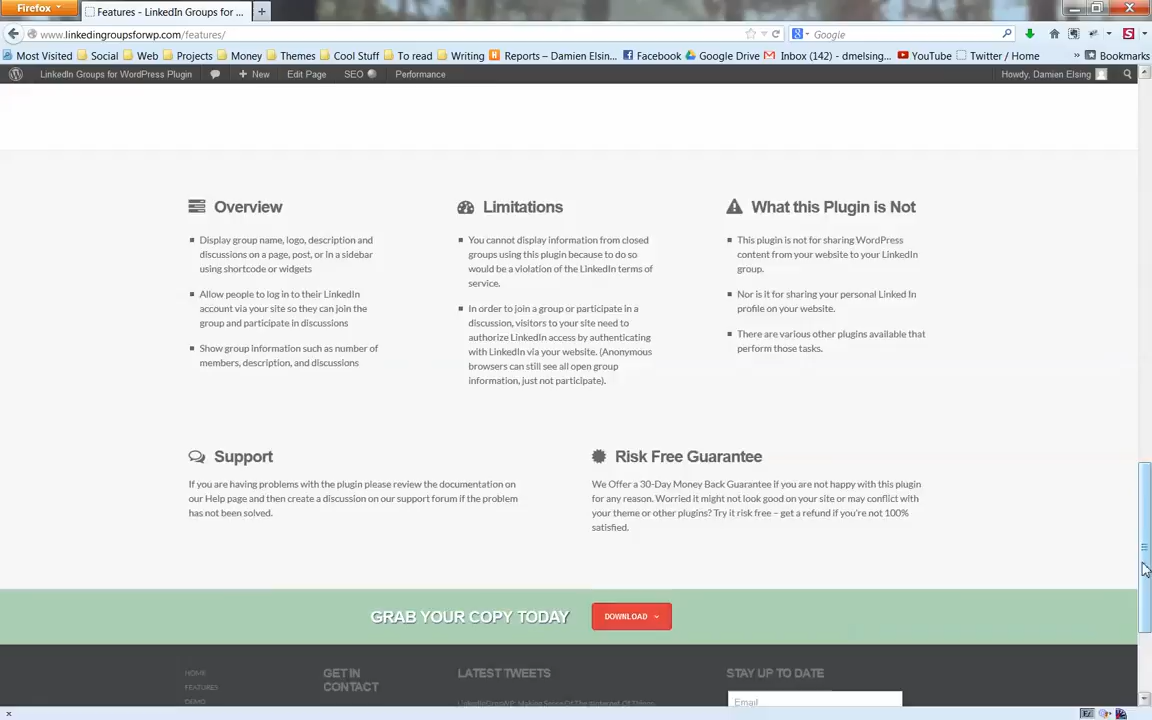 Firefox
Features - LinkedIn Groups for ...
www.linkedingroupsforwp.com/features/
Google
Most Visited Social Web Projects Money Themes Cool Stuff To read Writing Reports – Damien Elsin... Facebook Google Drive Inbox (142) - dmelsing... YouTube Twitter / Home » Bookmarks
LinkedIn Groups for WordPress Plugin + New Edit Page SEO Performance Howdy, Damien Elsing
Overview
Display group name, logo, description and
discussions on a page, post, or in a sidebar
using shortcode or widgets
Allow people to log in to their LinkedIn
account via your site so they can join the
group and participate in discussions
Show group information such as number of
members, description, and discussions
Limitations
You cannot display information from closed
groups using this plugin because to do so
would be a violation of the LinkedIn terms of
service.
In order to join a group or participate in a
discussion, visitors to your site need to
authorize LinkedIn access by authenticating
with LinkedIn via your website. (Anonymous
browsers can still see all open group
information, just not participate).
What this Plugin is Not
This plugin is not for sharing WordPress
content from your website to your LinkedIn
group.
Nor is it for sharing your personal Linked In
profile on your website.
There are various other plugins available that
perform those tasks.
Support
If you are having problems with the plugin please review the documentation on
our Help page and then create a discussion on our support forum if the problem
has not been solved.
Risk Free Guarantee
We Offer a 30-Day Money Back Guarantee if you are not happy with this plugin
for any reason. Worried it might not look good on your site or may conflict with
your theme or other plugins? Try it risk free – get a refund if you're not 100%
satisfied.
GRAB YOUR COPY TODAY
DOWNLOAD
HOME
FEATURES
DEMO
GET IN
CONTACT
LATEST TWEETS
STAY UP TO DATE
Email